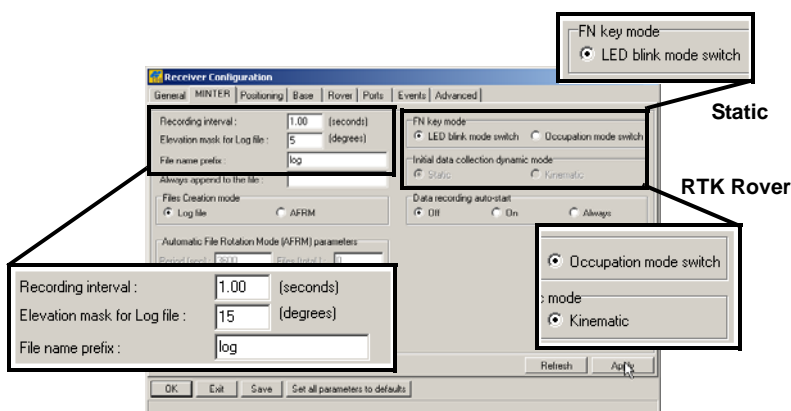 FN key mode
LED blink mode switch
Static
Receiver Configuration
General MINTER Positioning Base Rover Ports Events Advanced
Recording interval : 1.00 (seconds)
Elevation mask for Log file : 5 (degrees)
File name prefix : log
Always append to the file :
Files Creation mode
Log file AFRM
Automatic File Rotation Mode (AFRM) parameters
FN key mode
LED blink mode switch Occupation mode switch
Initial data collection dynamic mode
Static Kinematic
Data recording auto-start
Off On Always
RTK Rover
Occupation mode switch
mode
Kinematic
Recording interval : 1.00 (seconds)
Elevation mask for Log file : 15 (degrees)
File name prefix : log
Refresh Apply
OK Exit Save Set all parameters to defaults